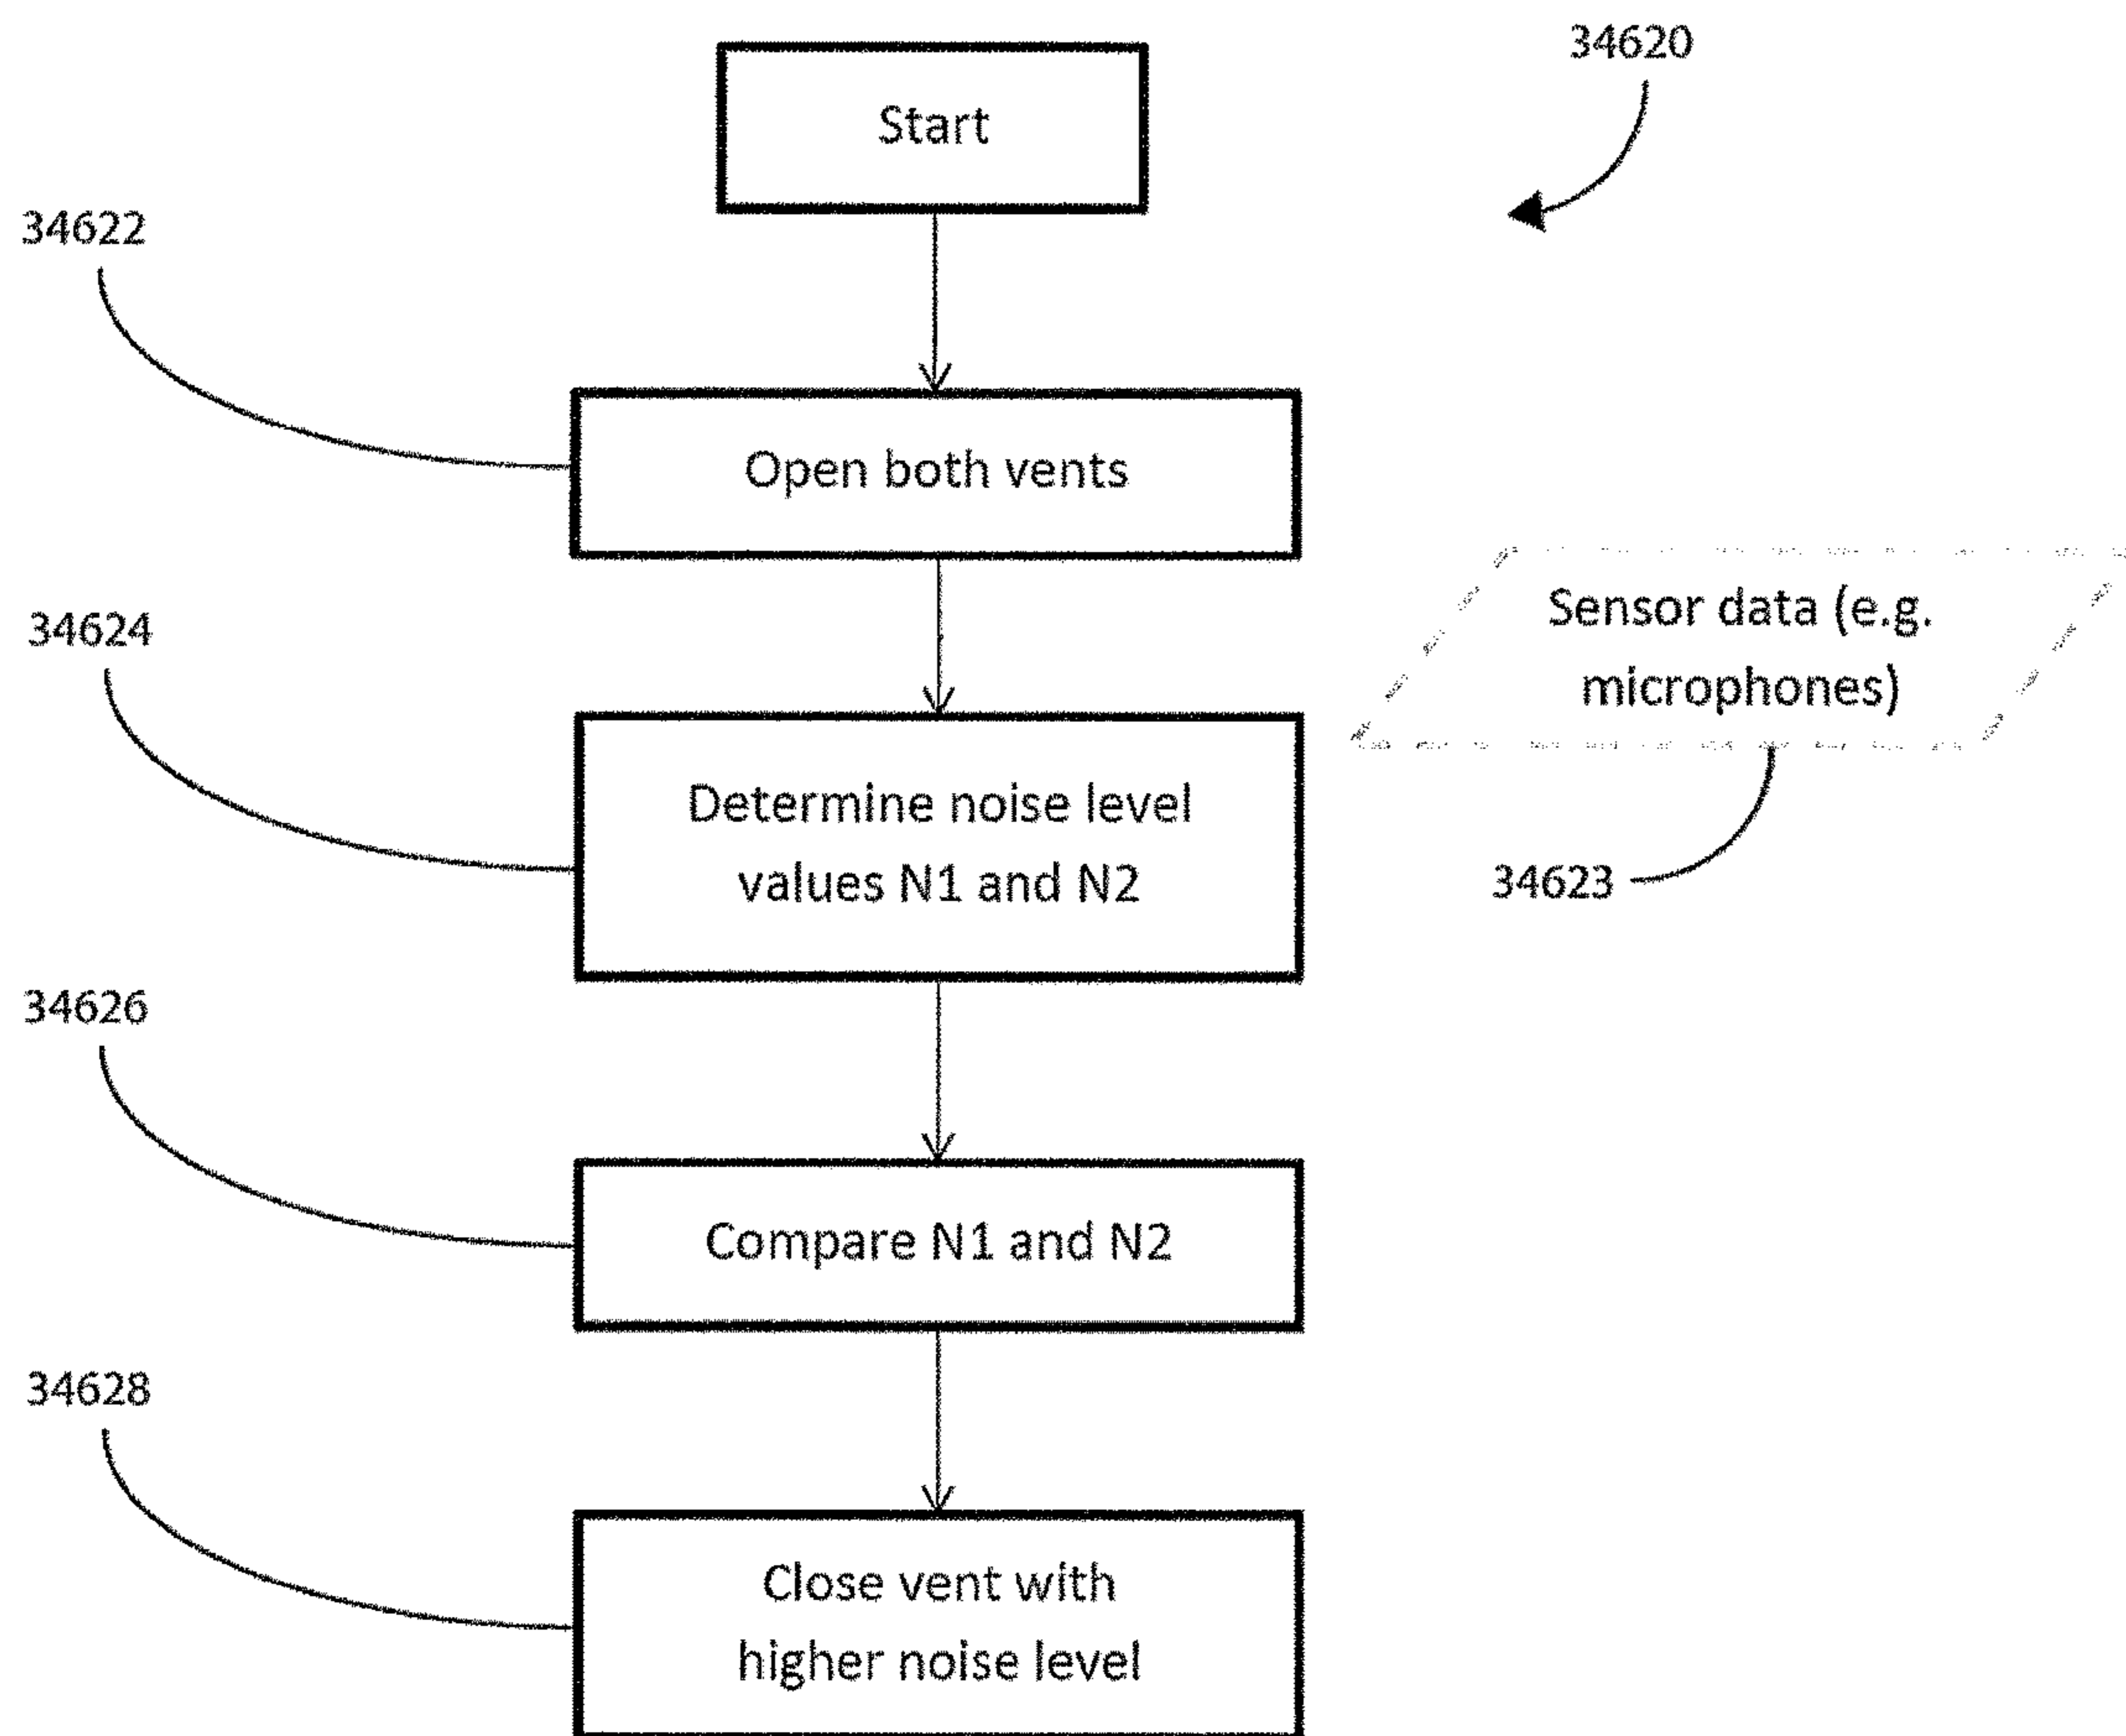 34620
Start
34622
Open both vents
Sensor data (e.g.
microphones)
34624
Determine noise level
values N1 and N2
34623
34626
Compare N1 and N2
34628
Close vent with
higher noise level